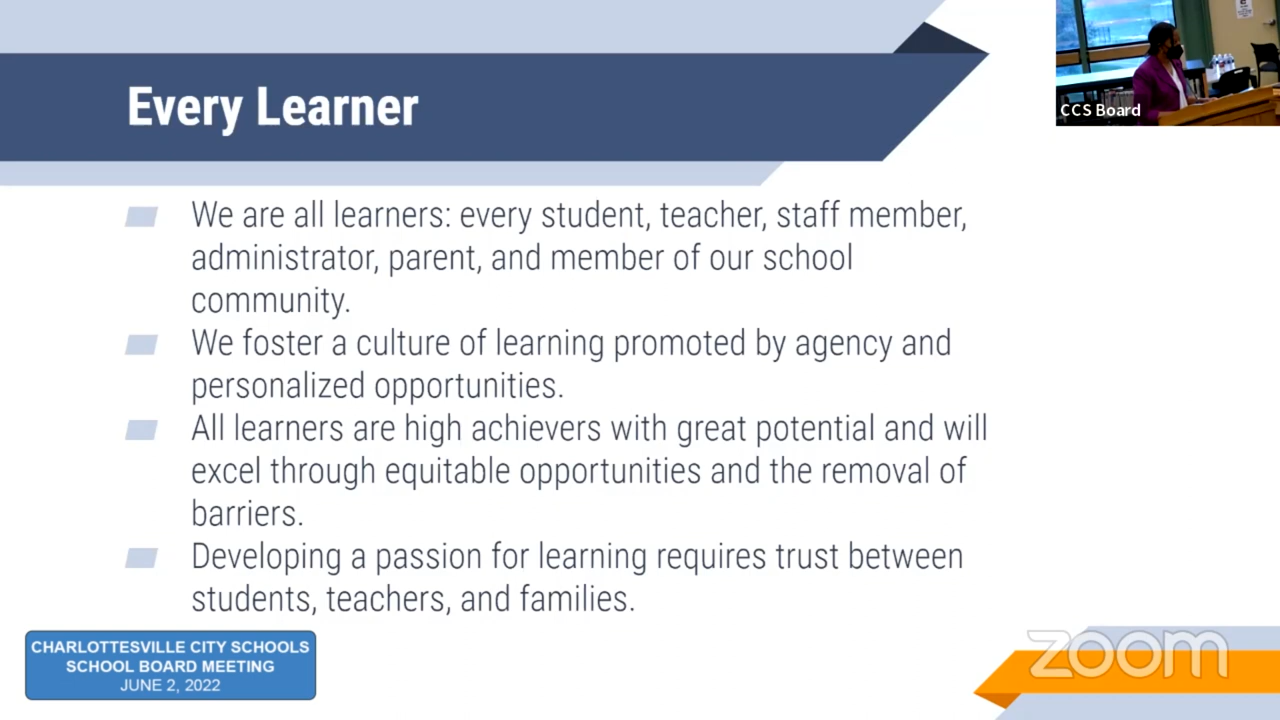 Every Learner
CCS Board
We are all learners: every student, teacher, staff member,
administrator, parent, and member of our school
community.
We foster a culture of learning promoted by agency and
personalized opportunities.
All learners are high achievers with great potential and will
excel through equitable opportunities and the removal of
barriers.
Developing a passion for learning requires trust between
students, teachers, and families.
CHARLOTTESVILLE CITY SCHOOLS
SCHOOL BOARD MEETING
JUNE 2, 2022
zoom